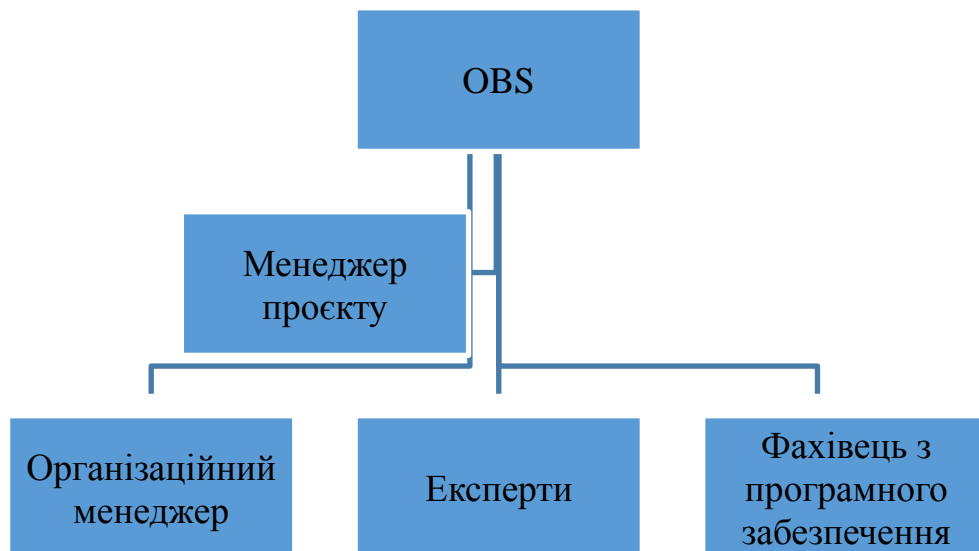 OBS
Менеджер
проєкту
Організаційний
менеджер
Експерти
Фахівець з
програмного
забезпечення